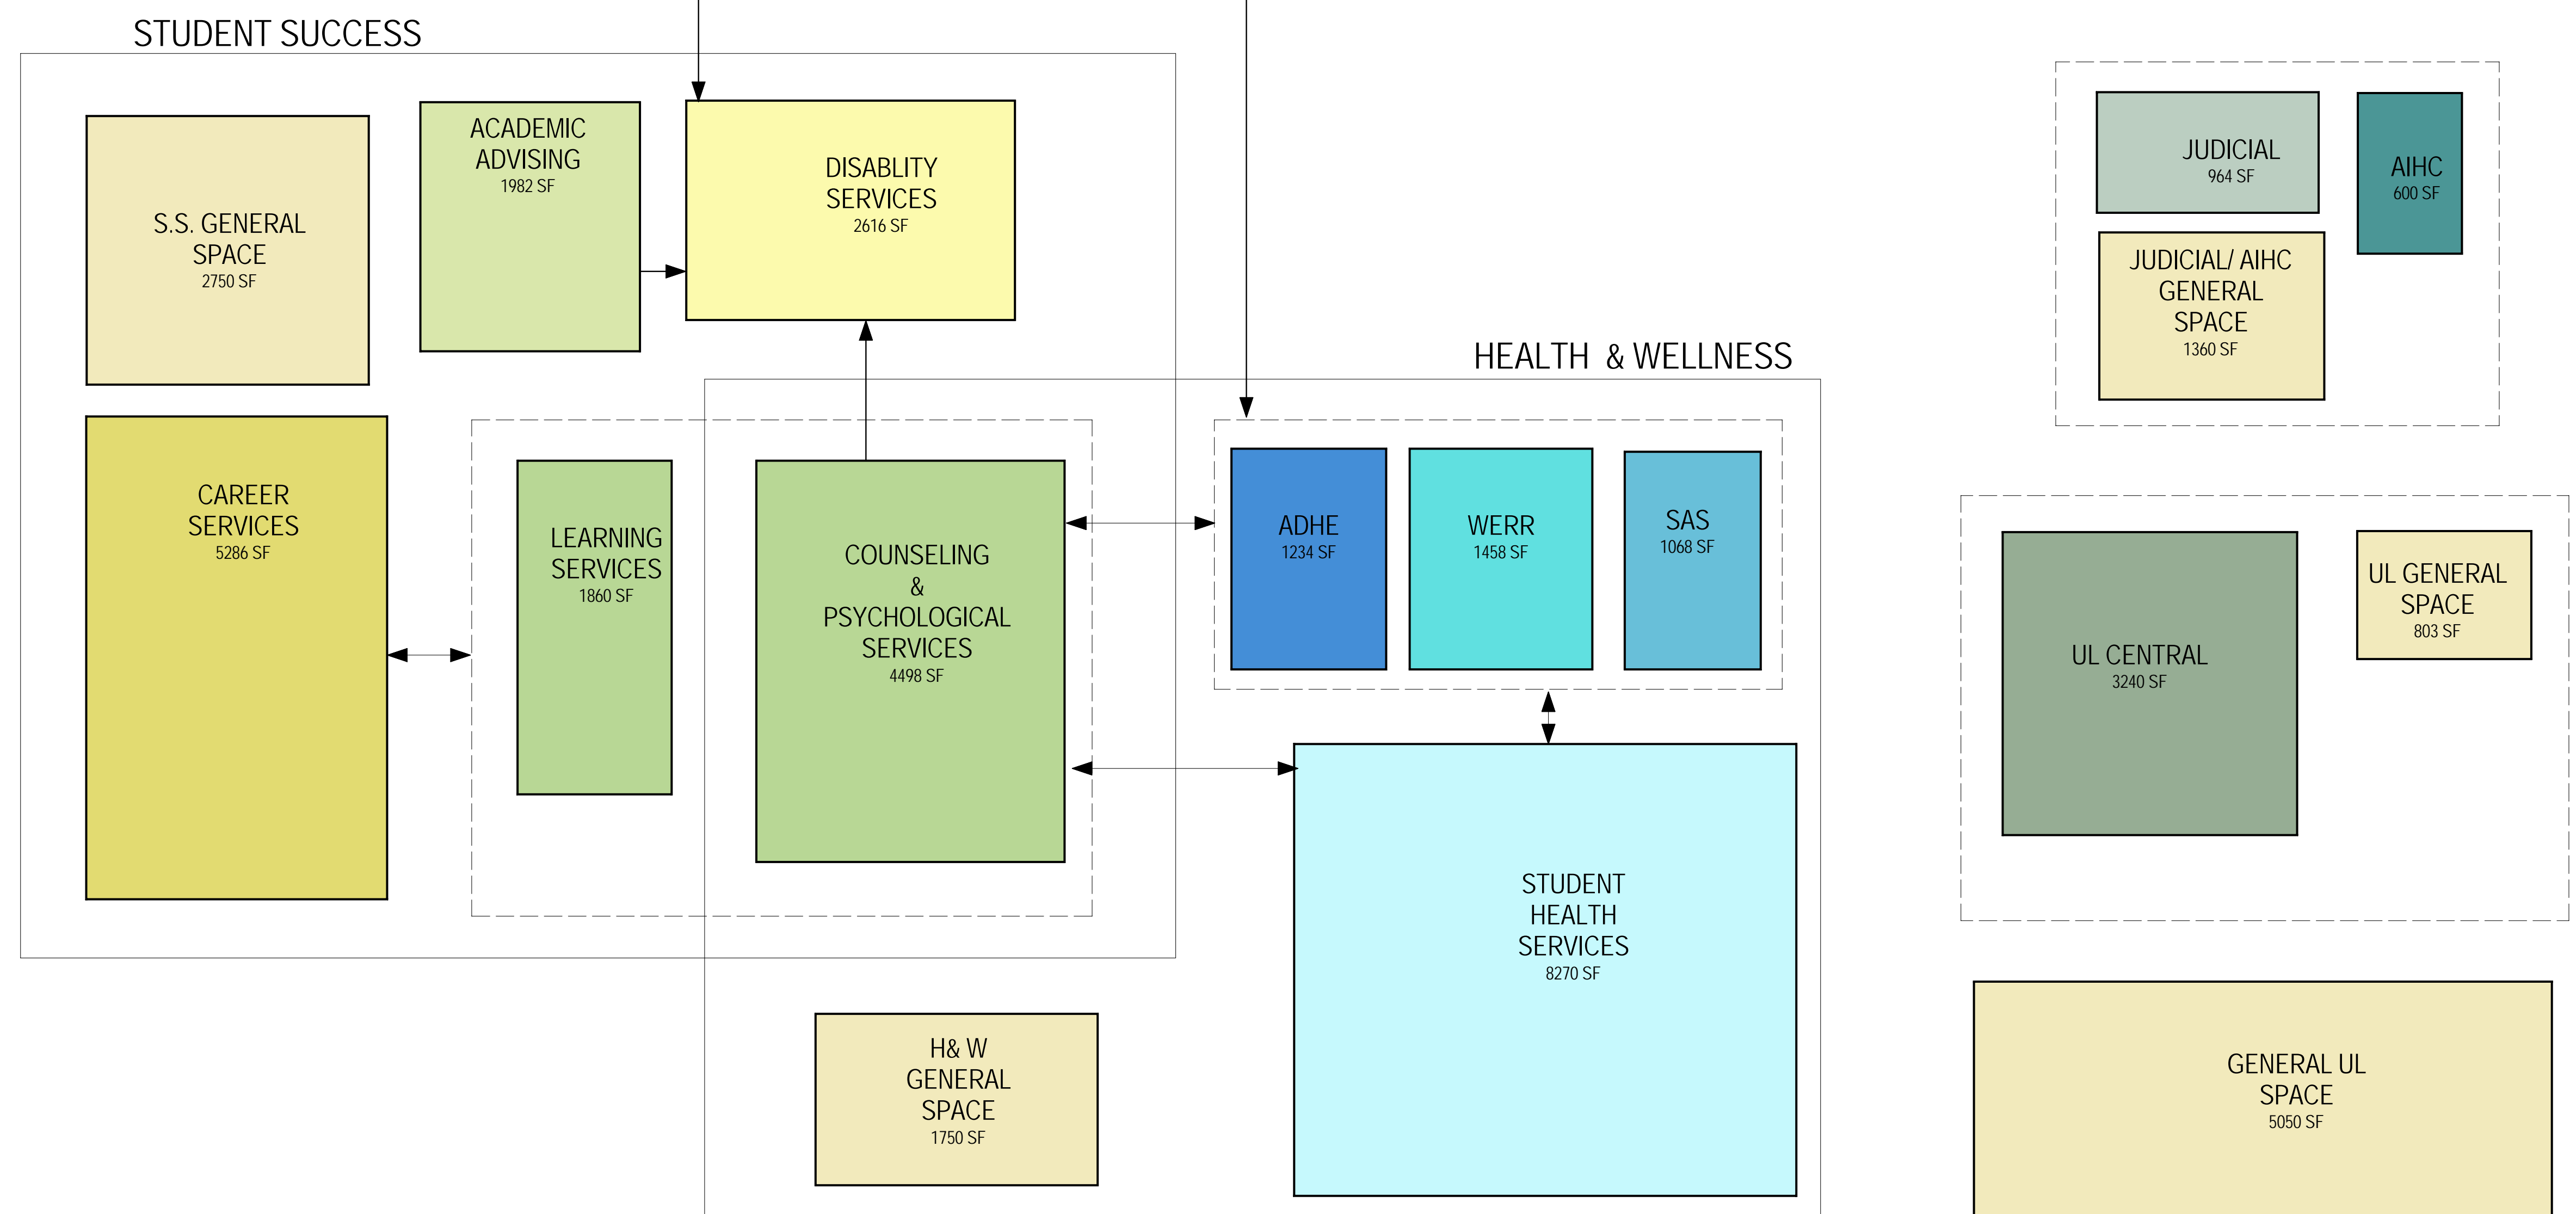 STUDENT SUCCESS
S.S. GENERAL
SPACE
2750 SF
ACADEMIC
ADVISING
1982 SF
DISABLITY
SERVICES
2616 SF
CAREER
SERVICES
5286 SF
LEARNING
SERVICES
1860 SF
COUNSELING
&
PSYCHOLOGICAL
SERVICES
4498 SF
HEALTH & WELLNESS
ADHE
1234 SF
WERR
1458 SF
SAS
1068 SF
STUDENT
HEALTH
SERVICES
8270 SF
H& W
GENERAL
SPACE
1750 SF
JUDICIAL
964 SF
AIHC
600 SF
JUDICIAL/ AIHC
GENERAL
SPACE
1360 SF
UL CENTRAL
3240 SF
UL GENERAL
SPACE
803 SF
GENERAL UL
SPACE
5050 SF